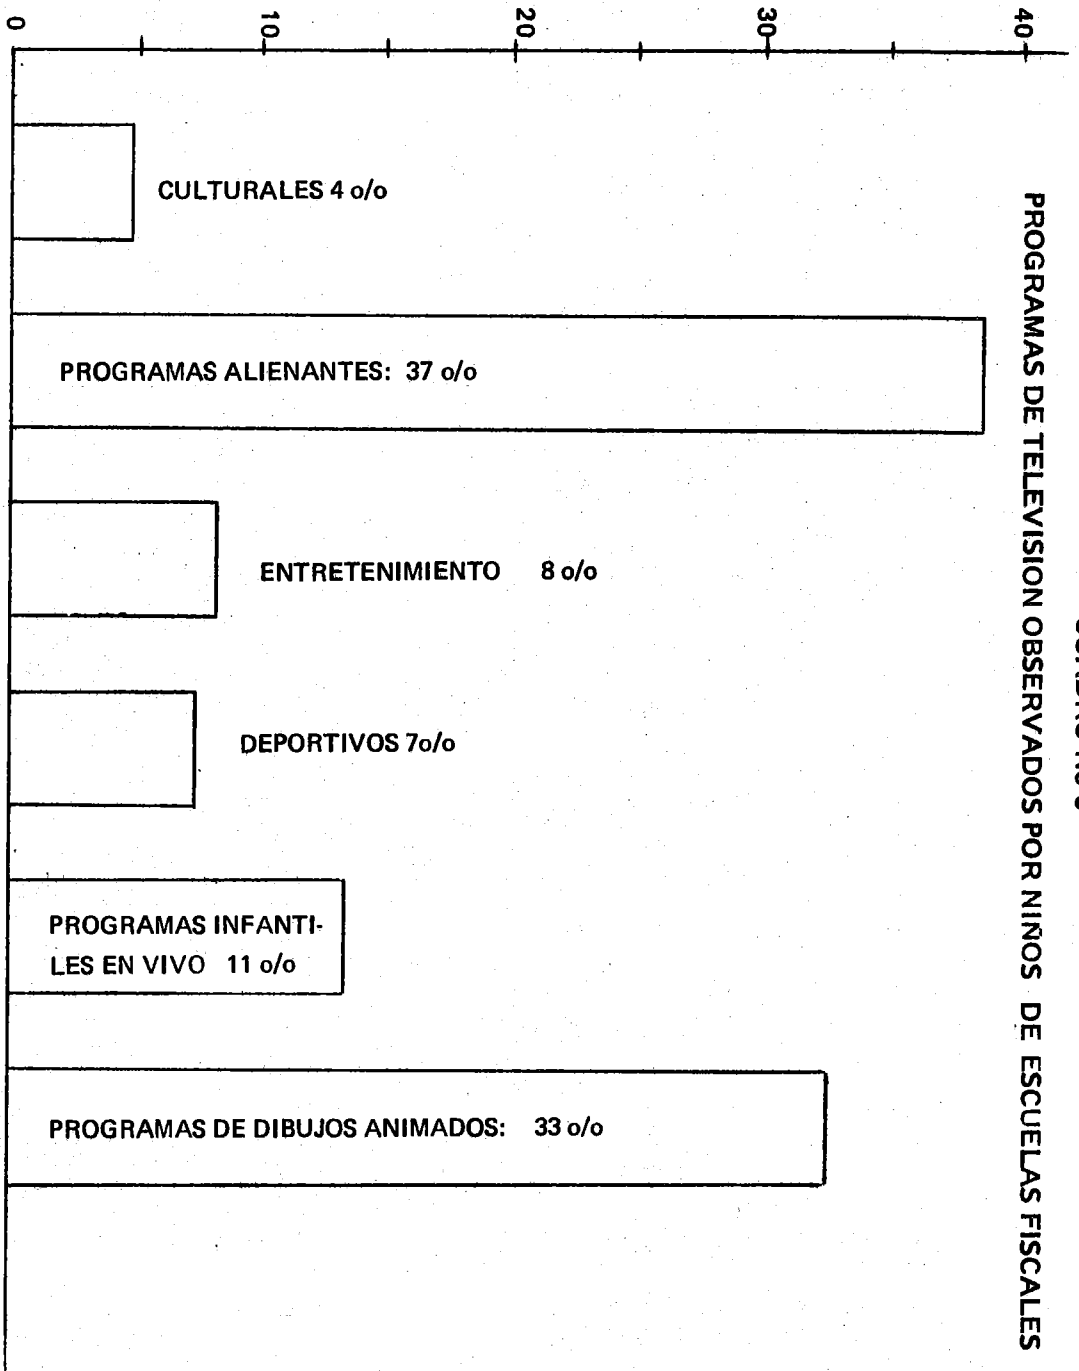 PROGRAMAS DE TELEVISION OBSERVADOS POR NIÑOS DE ESCUELAS FISCALES
0 10 20 30 40
CULTURALES 4 o/o
PROGRAMAS ALIENANTES: 37 o/o
ENTRETENIMIENTO 8 o/o
DEPORTIVOS 7o/o
PROGRAMAS INFANTI-
LES EN VIVO 11 o/o
PROGRAMAS DE DIBUJOS ANIMADOS: 33 o/o